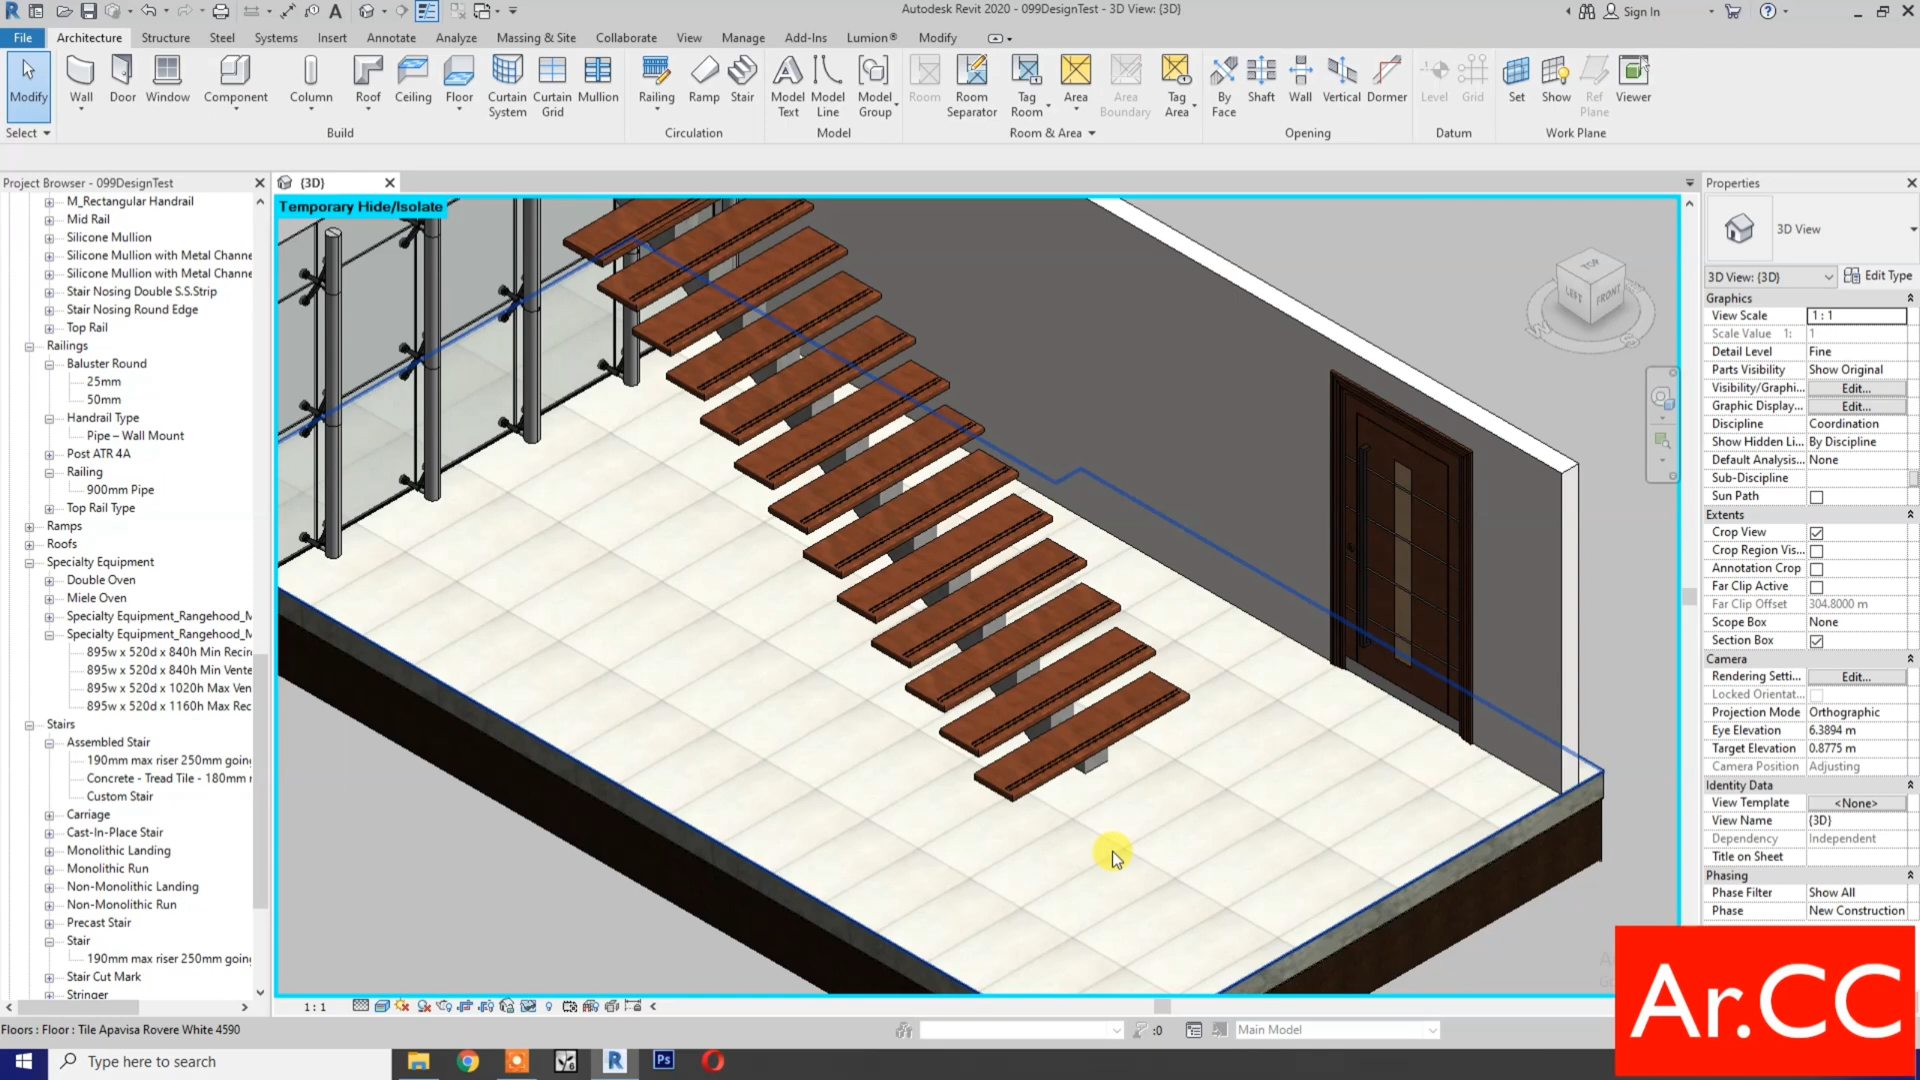 Autodesk Revit 2020 - 099DesignTest - 3D View: {3D}
Sign In
File Architecture Structure Steel Systems Insert Annotate Analyze Massing & Site Collaborate View Manage Add-Ins Lumion® Modify
Modify Wall Door Window Component Column Roof Ceiling Floor Curtain System Curtain Grid Mullion Railing Ramp Stair Model Text Model Line Model Group Room Room Separator Tag Room Area Area Boundary Tag Area By Face Shaft Wall Vertical Dormer Level Grid Set Show Ref Plane Viewer
Select Build Circulation Model Room & Area Opening Datum Work Plane
Project Browser - 099DesignTest
M_Rectangular Handrail
Mid Rail
Silicone Mullion
Silicone Mullion with Metal Channe
Silicone Mullion with Metal Channe
Stair Nosing Double S.S.Strip
Stair Nosing Round Edge
Top Rail
Railings
Baluster Round
25mm
50mm
Handrail Type
Pipe – Wall Mount
Post ATR 4A
Railing
900mm Pipe
Top Rail Type
Ramps
Roofs
Specialty Equipment
Double Oven
Miele Oven
Specialty Equipment_Rangehood_M
Specialty Equipment_Rangehood_M
895w x 520d x 840h Min Recir
895w x 520d x 840h Min Vente
895w x 520d x 1020h Max Ven
895w x 520d x 1160h Max Rec
Stairs
Assembled Stair
190mm max riser 250mm going
Concrete - Tread Tile - 180mm r
Custom Stair
Carriage
Cast-In-Place Stair
Monolithic Landing
Monolithic Run
Non-Monolithic Landing
Non-Monolithic Run
Precast Stair
Stair
190mm max riser 250mm going
Stair Cut Mark
Stringer
{3D}
Temporary Hide/Isolate
TOP
LEFT FRONT
W S
Properties
3D View
3D View: {3D} Edit Type
Graphics
View Scale 1 : 1
Scale Value 1: 1
Detail Level Fine
Parts Visibility Show Original
Visibility/Graphi... Edit...
Graphic Display... Edit...
Discipline Coordination
Show Hidden Li... By Discipline
Default Analysis... None
Sub-Discipline
Sun Path
Extents
Crop View
Crop Region Vis...
Annotation Crop
Far Clip Active
Far Clip Offset 304.8000 m
Scope Box None
Section Box
Camera
Rendering Setti... Edit...
Locked Orientat...
Projection Mode Orthographic
Eye Elevation 6.3894 m
Target Elevation 0.8775 m
Camera Position Adjusting
Identity Data
View Template <None>
View Name {3D}
Dependency Independent
Title on Sheet
Phasing
Phase Filter Show All
Phase New Construction
1 : 1
Floors : Floor : Tile Apavisa Rovere White 4590
:0
Main Model
Type here to search
Ps
Ar.CC